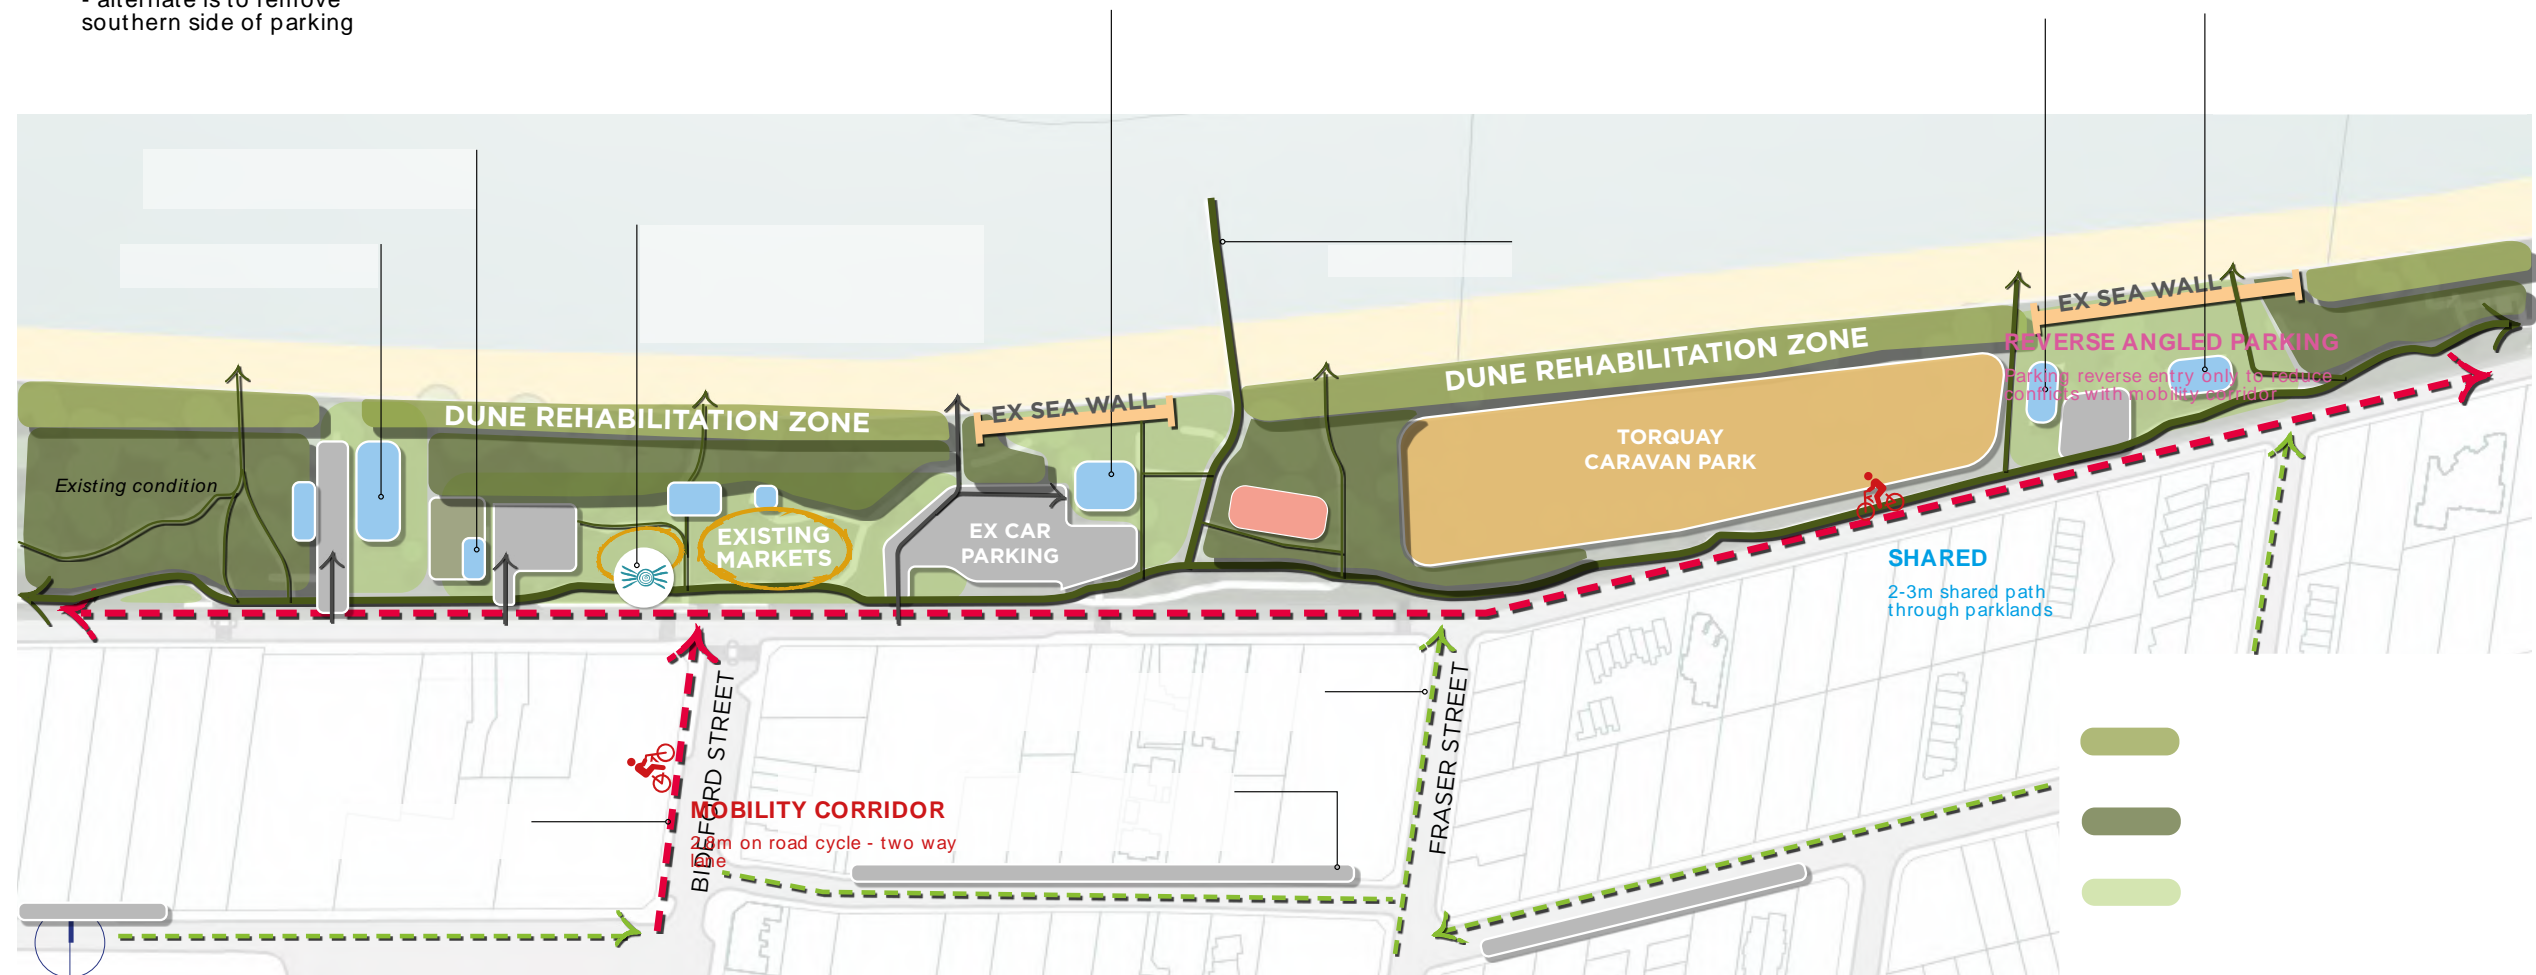 - alternate is to remove
southern side of parking
EX SEA WALL
REVERSE ANGLED PARKING
Parking reverse entry only to reduce
conflicts with mobility corridor
DUNE REHABILITATION ZONE
EX SEA WALL
DUNE REHABILITATION ZONE
TORQUAY
CARAVAN PARK
Existing condition
EXISTING
MARKETS
EX CAR
PARKING
SHARED
2-3m shared path
through parklands
BIDEFORD STREET
FRASER STREET
MOBILITY CORRIDOR
2.8m on road cycle - two way
lane